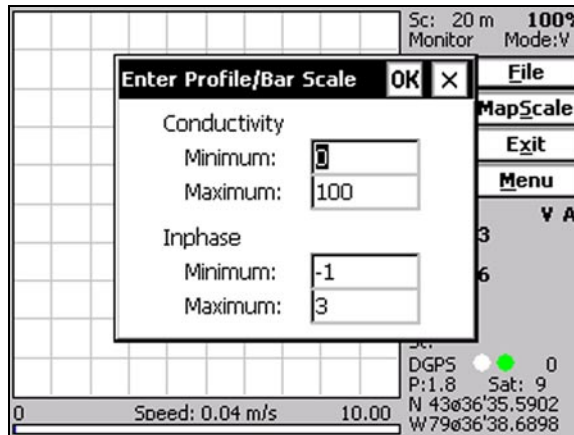 Sc: 20 m 100%
Monitor Mode:V
Enter Profile/Bar Scale OK ×
File
MapScale
Exit
Menu
Conductivity
Minimum: 0
Maximum: 100
Inphase
Minimum: -1
Maximum: 3
V A
3
6
DGPS 0
P:1.8 Sat: 9
N 43ø36'35.5902
W79ø36'38.6898
0 Speed: 0.04 m/s 10.00